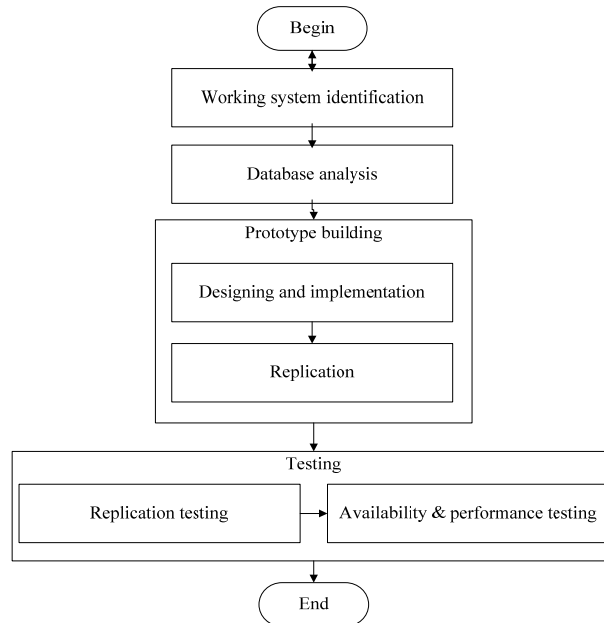 Begin
Working system identification
Database analysis
Prototype building
Designing and implementation
Replication
Testing
Replication testing
Availability & performance testing
End